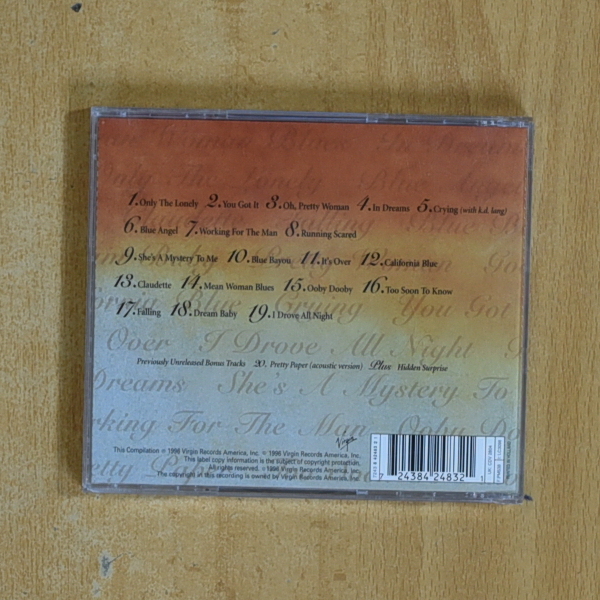 1. Only The Lonely 2. You Got It 3. Oh, Pretty Woman 4. In Dreams 5. Crying (with k.d. lang)
6. Blue Angel 7. Working For The Man 8. Running Scared
9. She's A Mystery To Me 10. Blue Bayou 11. It's Over 12. California Blue
13. Claudette 14. Mean Woman Blues 15. Ooby Dooby 16. Too Soon To Know
17. Falling 18. Dream Baby 19. I Drove All Night
Over I Drove All Night
Previously Unreleased Bonus Tracks 20. Pretty Paper (acoustic version) Plus Hidden Surprise
Dreams She's A Mystery To
king For The Man Ooby Do
Virgin
This Compilation ℗ 1998 Virgin Records America, Inc. © 1998 Virgin Records America, Inc.
This label copy information is the subject of copyright protection.
All rights reserved. © 1998 Virgin Records America, Inc.
The copyright in this recording is owned by Virgin Records America, Inc.
7 24384 24832 1